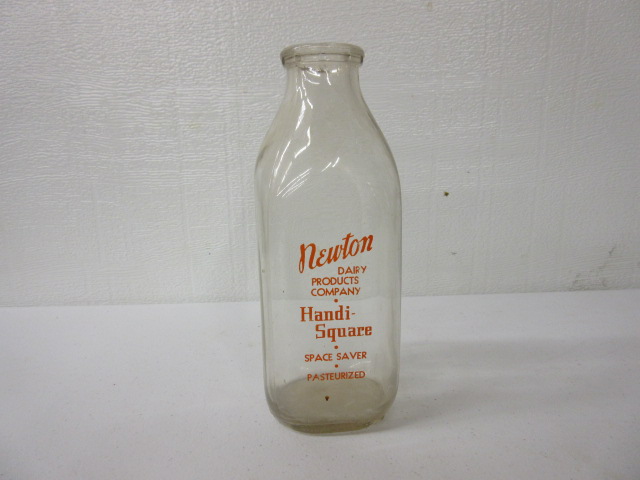 Newton
DAIRY
PRODUCTS
COMPANY
•
Handi-
Square
•
SPACE SAVER
•
PASTEURIZED